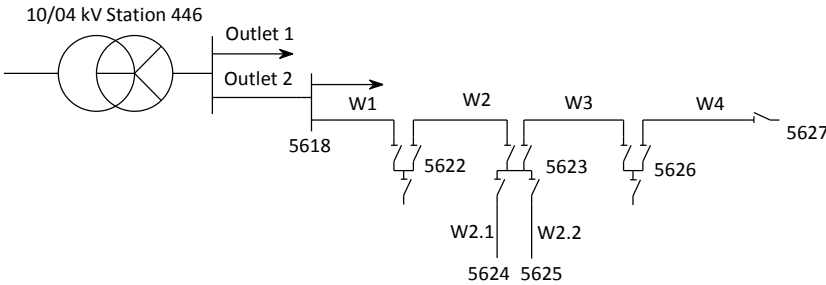 10/04 kV Station 446
Outlet 1
Outlet 2
W1
W2
W3
W4
5618
5622
5623
5626
5627
W2.1
W2.2
5624
5625